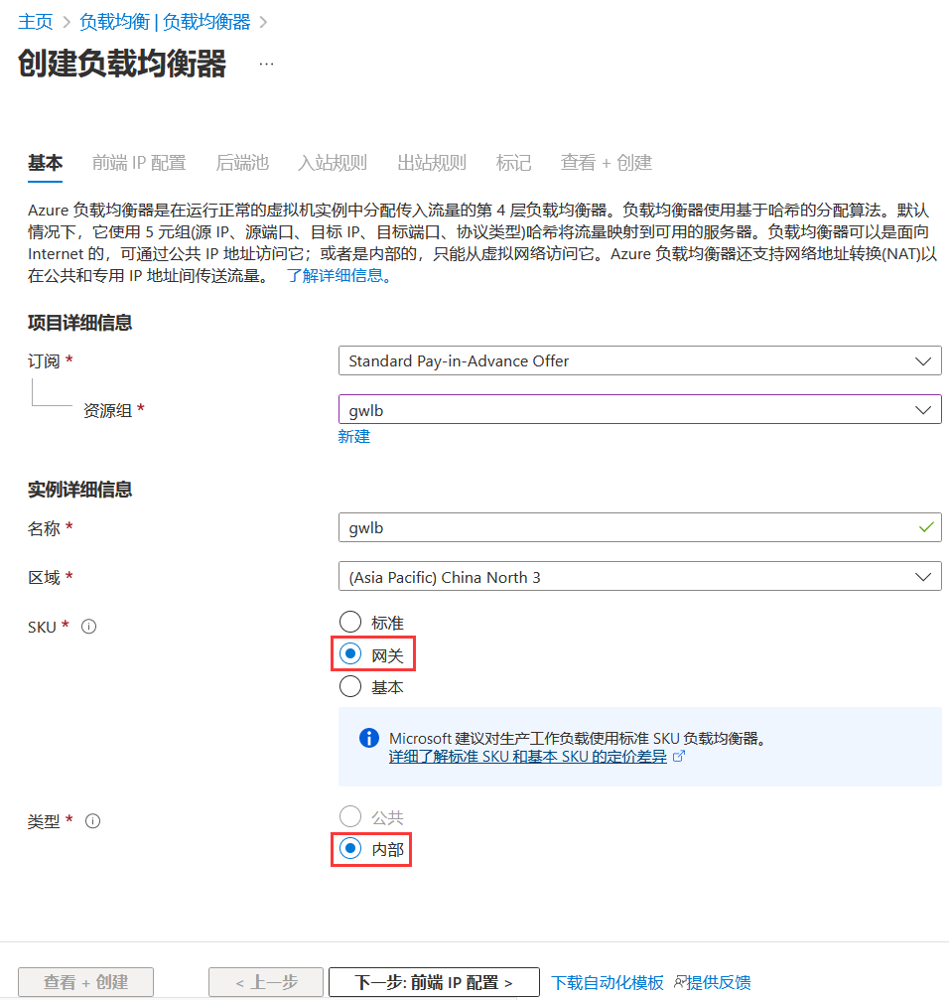 主页 > 负载均衡 | 负载均衡器 >
创建负载均衡器 ...
基本 前端 IP 配置 后端池 入站规则 出站规则 标记 查看 + 创建
Azure 负载均衡器是在运行正常的虚拟机实例中分配传入流量的第 4 层负载均衡器。负载均衡器使用基于哈希的分配算法。默认
情况下，它使用 5 元组(源 IP、源端口、目标 IP、目标端口、协议类型)哈希将流量映射到可用的服务器。负载均衡器可以是面向
Internet 的，可通过公共 IP 地址访问它；或者是内部的，只能从虚拟网络访问它。Azure 负载均衡器还支持网络地址转换(NAT)以
在公共和专用 IP 地址间传送流量。 了解详细信息。
项目详细信息
订阅 * Standard Pay-in-Advance Offer
资源组 * gwlb
新建
实例详细信息
名称 * gwlb
区域 * (Asia Pacific) China North 3
SKU * 标准
网关
基本
Microsoft 建议对生产工作负载使用标准 SKU 负载均衡器。
详细了解标准 SKU 和基本 SKU 的定价差异
类型 * 公共
内部
查看 + 创建 < 上一步 下一步: 前端 IP 配置 > 下载自动化模板 提供反馈